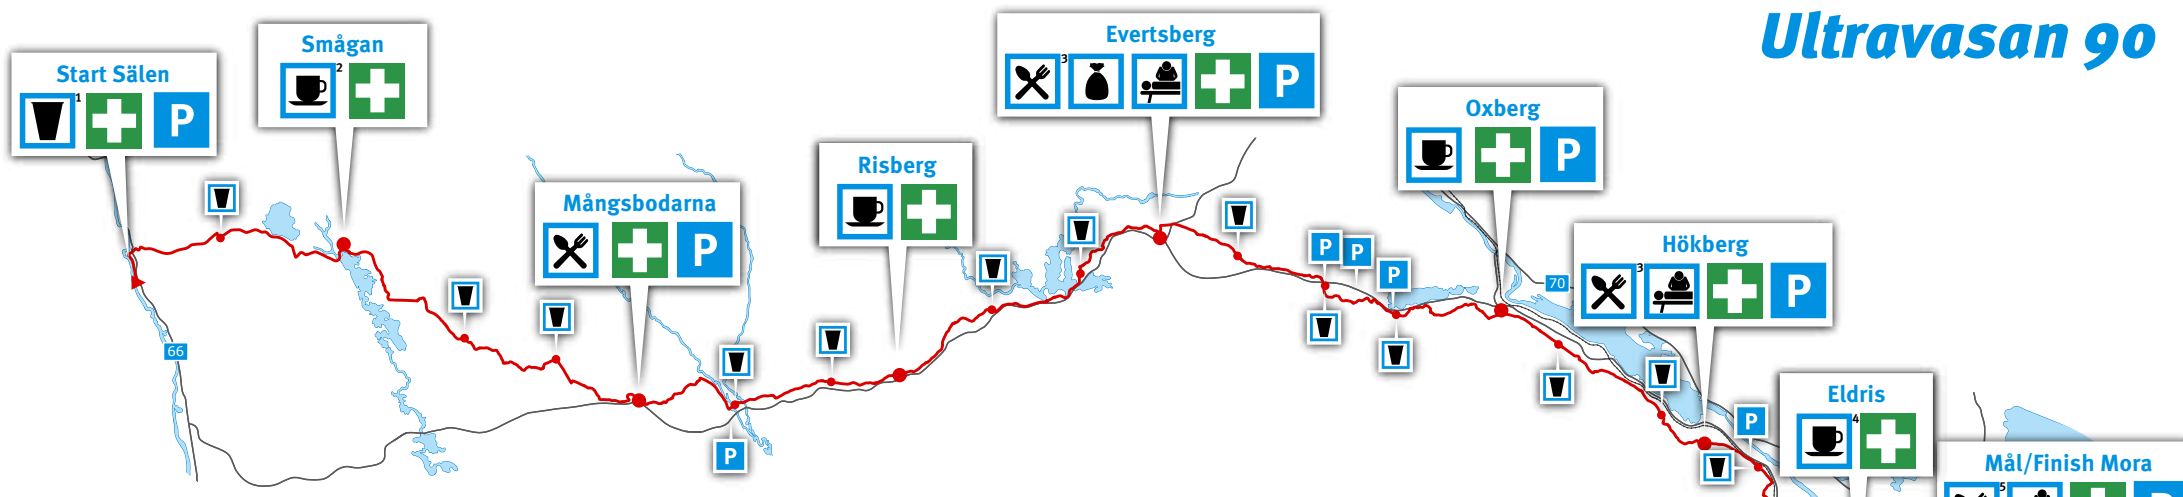 Ultravasan 90
Start Sälen
1
P
Smågan
2
Mångsbodarna
P
Risberg
Evertsberg
3
P
Oxberg
P
Hökberg
3
P
Eldris
4
Mål/Finish Mora
5
P
66
70
P
P
P
P
P